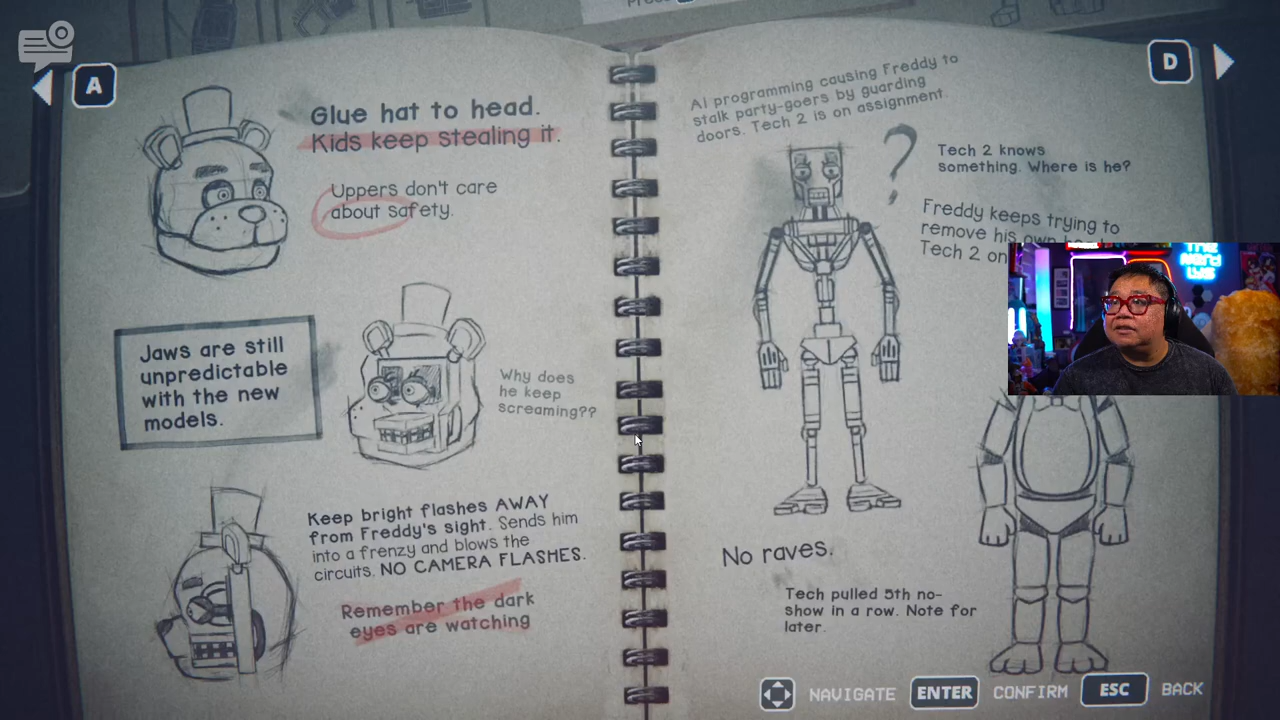 A
D
Glue hat to head.
Kids keep stealing it.
Uppers don't care
about safety.
Jaws are still
unpredictable
with the new
models.
Why does
he keep
screaming??
Keep bright flashes AWAY
from Freddy's sight. Sends him
into a frenzy and blows the
circuits. NO CAMERA FLASHES.
Remember the dark
eyes are watching
AI programming causing Freddy to
stalk party-goers by guarding
doors. Tech 2 is on assignment.
?
Tech 2 knows
something. Where is he?
Freddy keeps trying to
remove his own
Tech 2 on
No raves.
Tech pulled 5th no-
show in a row. Note for
later.
NAVIGATE ENTER CONFIRM ESC BACK